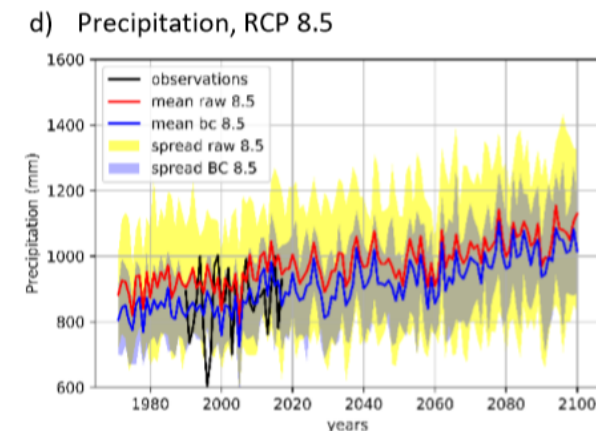 d) Precipitation, RCP 8.5
1600
1400
1200
1000
800
600
Precipitation (mm)
observations
mean raw 8.5
mean bc 8.5
spread raw 8.5
spread BC 8.5
1980 2000 2020 2040 2060 2080 2100
years